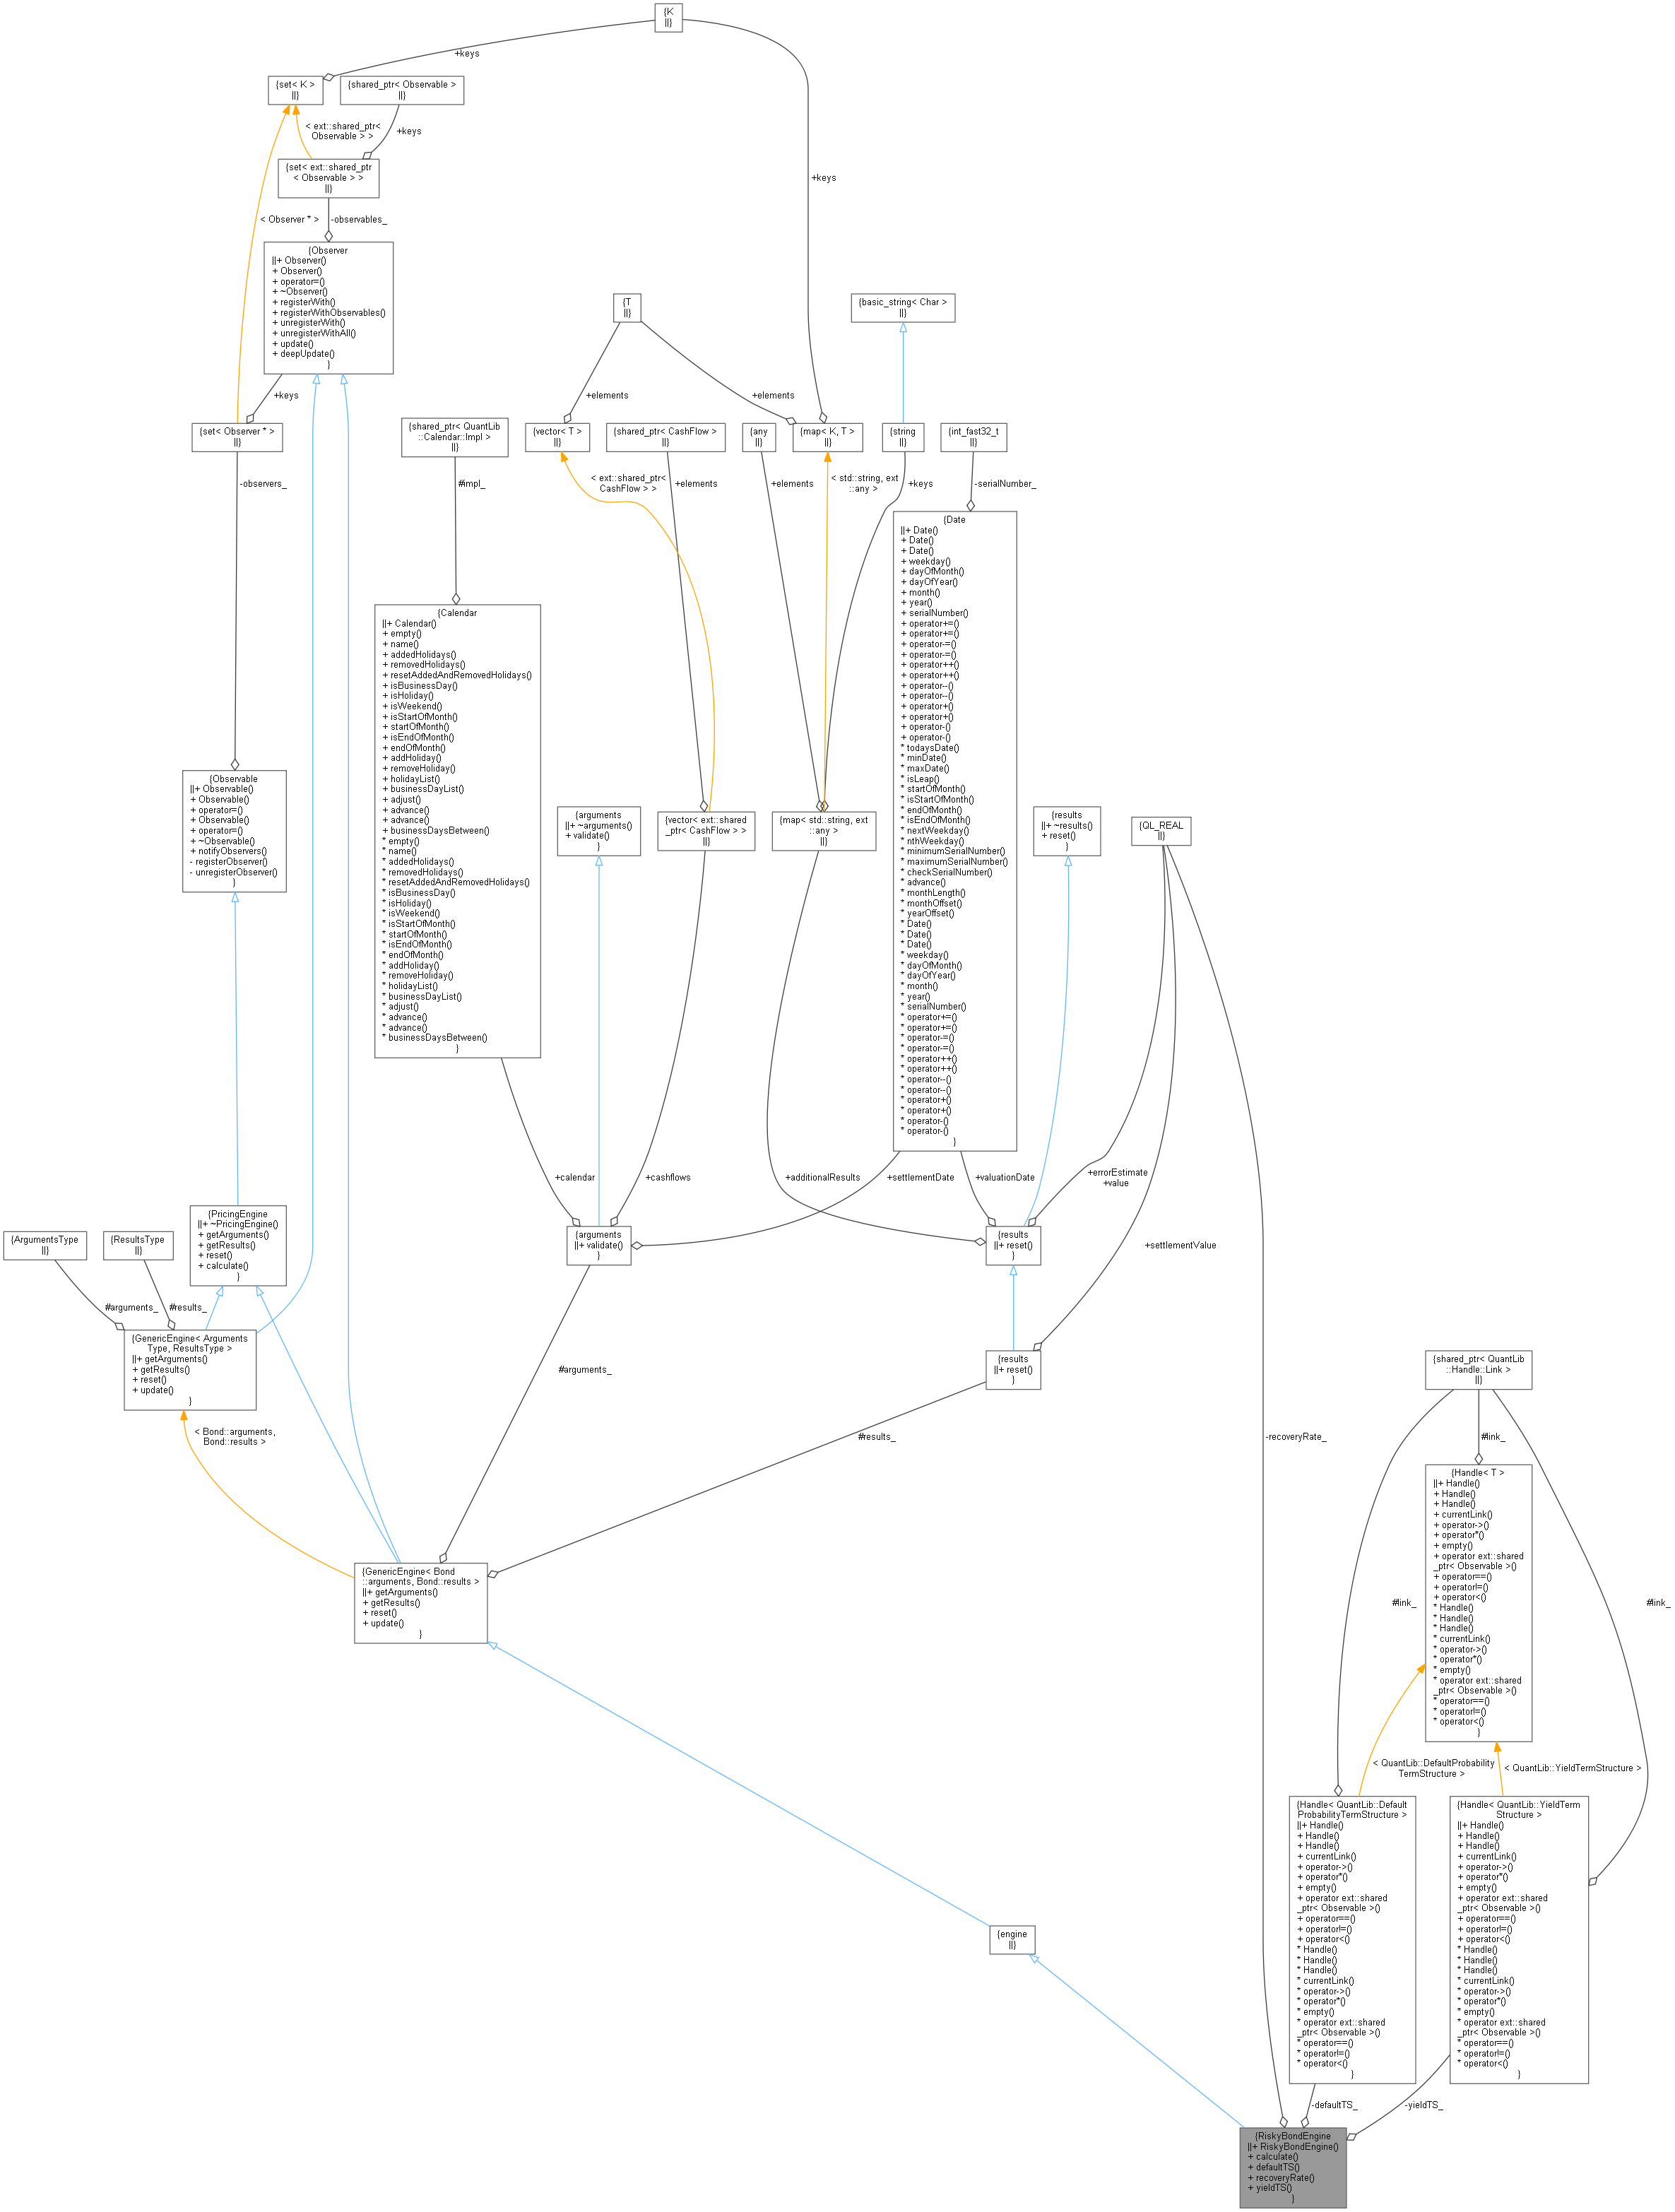 {K
||}
+keys
{set< K >
||}
{shared_ptr< Observable >
||}
< ext::shared_ptr<
Observable > >
+keys
{set< ext::shared_ptr
< Observable > >
||}
+keys
< Observer * >
-observables_
{Observer
||+ Observer()
+ Observer()
+ operator=()
+ ~Observer()
+ registerWith()
+ registerWithObservables()
+ unregisterWith()
+ unregisterWithAll()
+ update()
+ deepUpdate()
}
{T
||}
{basic_string< Char >
||}
+keys
+elements
+elements
{set< Observer * >
||}
{shared_ptr< QuantLib
::Calendar::Impl >
||}
{vector< T >
||}
{shared_ptr< CashFlow >
||}
{any
||}
{map< K, T >
||}
{string
||}
{int_fast32_t
||}
-observers_
#impl_
< ext::shared_ptr<
CashFlow > >
+elements
+elements
< std::string, ext
::any >
+keys
-serialNumber_
{Date
||+ Date()
+ Date()
+ Date()
+ weekday()
+ dayOfMonth()
+ dayOfYear()
+ month()
+ year()
+ serialNumber()
+ operator+=()
+ operator+=()
+ operator-=()
+ operator-=()
+ operator++()
+ operator++()
+ operator--()
+ operator--()
+ operator+()
+ operator+()
+ operator-()
+ operator-()
* todaysDate()
* minDate()
* maxDate()
* isLeap()
* startOfMonth()
* isStartOfMonth()
* endOfMonth()
* isEndOfMonth()
* nextWeekday()
* nthWeekday()
* minimumSerialNumber()
* maximumSerialNumber()
* checkSerialNumber()
* advance()
* monthLength()
* monthOffset()
* yearOffset()
* Date()
* Date()
* Date()
* weekday()
* dayOfMonth()
* dayOfYear()
* month()
* year()
* serialNumber()
* operator+=()
* operator+=()
* operator-=()
* operator-=()
* operator++()
* operator++()
* operator--()
* operator--()
* operator+()
* operator+()
* operator-()
* operator-()
}
{Calendar
||+ Calendar()
+ empty()
+ name()
+ addedHolidays()
+ removedHolidays()
+ resetAddedAndRemovedHolidays()
+ isBusinessDay()
+ isHoliday()
+ isWeekend()
+ isStartOfMonth()
+ startOfMonth()
+ isEndOfMonth()
+ endOfMonth()
+ addHoliday()
+ removeHoliday()
+ holidayList()
+ businessDayList()
+ adjust()
+ advance()
+ advance()
+ businessDaysBetween()
* empty()
* name()
* addedHolidays()
* removedHolidays()
* resetAddedAndRemovedHolidays()
* isBusinessDay()
* isHoliday()
* isWeekend()
* isStartOfMonth()
* startOfMonth()
* isEndOfMonth()
* endOfMonth()
* addHoliday()
* removeHoliday()
* holidayList()
* businessDayList()
* adjust()
* advance()
* advance()
* businessDaysBetween()
}
{Observable
||+ Observable()
+ Observable()
+ operator=()
+ Observable()
+ operator=()
+ ~Observable()
+ notifyObservers()
- registerObserver()
- unregisterObserver()
}
{arguments
||+ ~arguments()
+ validate()
}
{vector< ext::shared
_ptr< CashFlow > >
||}
{map< std::string, ext
::any >
||}
{results
||+ ~results()
+ reset()
}
{QL_REAL
||}
+calendar
+cashflows
+additionalResults
+settlementDate
+valuationDate
+errorEstimate
+value
{PricingEngine
||+ ~PricingEngine()
+ getArguments()
+ getResults()
+ reset()
+ calculate()
}
{ArgumentsType
||}
{ResultsType
||}
{arguments
||+ validate()
}
{results
||+ reset()
}
+settlementValue
#arguments_
#results_
{GenericEngine< Arguments
Type, ResultsType >
||+ getArguments()
+ getResults()
+ reset()
+ update()
}
#arguments_
{results
||+ reset()
}
{shared_ptr< QuantLib
::Handle::Link >
||}
< Bond::arguments,
Bond::results >
#results_
-recoveryRate_
#link_
{Handle< T >
||+ Handle()
+ Handle()
+ Handle()
+ currentLink()
+ operator->()
+ operator*()
+ empty()
+ operator ext::shared
_ptr< Observable >()
+ operator==()
+ operator!=()
+ operator<()
* Handle()
* Handle()
* Handle()
* currentLink()
* operator->()
* operator*()
* empty()
* operator ext::shared
_ptr< Observable >()
* operator==()
* operator!=()
* operator<()
}
{GenericEngine< Bond
::arguments, Bond::results >
||+ getArguments()
+ getResults()
+ reset()
+ update()
}
#link_
#link_
< QuantLib::DefaultProbability
TermStructure >
< QuantLib::YieldTermStructure >
{Handle< QuantLib::Default
ProbabilityTermStructure >
||+ Handle()
+ Handle()
+ Handle()
+ currentLink()
+ operator->()
+ operator*()
+ empty()
+ operator ext::shared
_ptr< Observable >()
+ operator==()
+ operator!=()
+ operator<()
* Handle()
* Handle()
* Handle()
* currentLink()
* operator->()
* operator*()
* empty()
* operator ext::shared
_ptr< Observable >()
* operator==()
* operator!=()
* operator<()
}
{Handle< QuantLib::YieldTerm
Structure >
||+ Handle()
+ Handle()
+ Handle()
+ currentLink()
+ operator->()
+ operator*()
+ empty()
+ operator ext::shared
_ptr< Observable >()
+ operator==()
+ operator!=()
+ operator<()
* Handle()
* Handle()
* Handle()
* currentLink()
* operator->()
* operator*()
* empty()
* operator ext::shared
_ptr< Observable >()
* operator==()
* operator!=()
* operator<()
}
{engine
||}
-defaultTS_
-yieldTS_
{RiskyBondEngine
||+ RiskyBondEngine()
+ calculate()
+ defaultTS()
+ recoveryRate()
+ yieldTS()
}